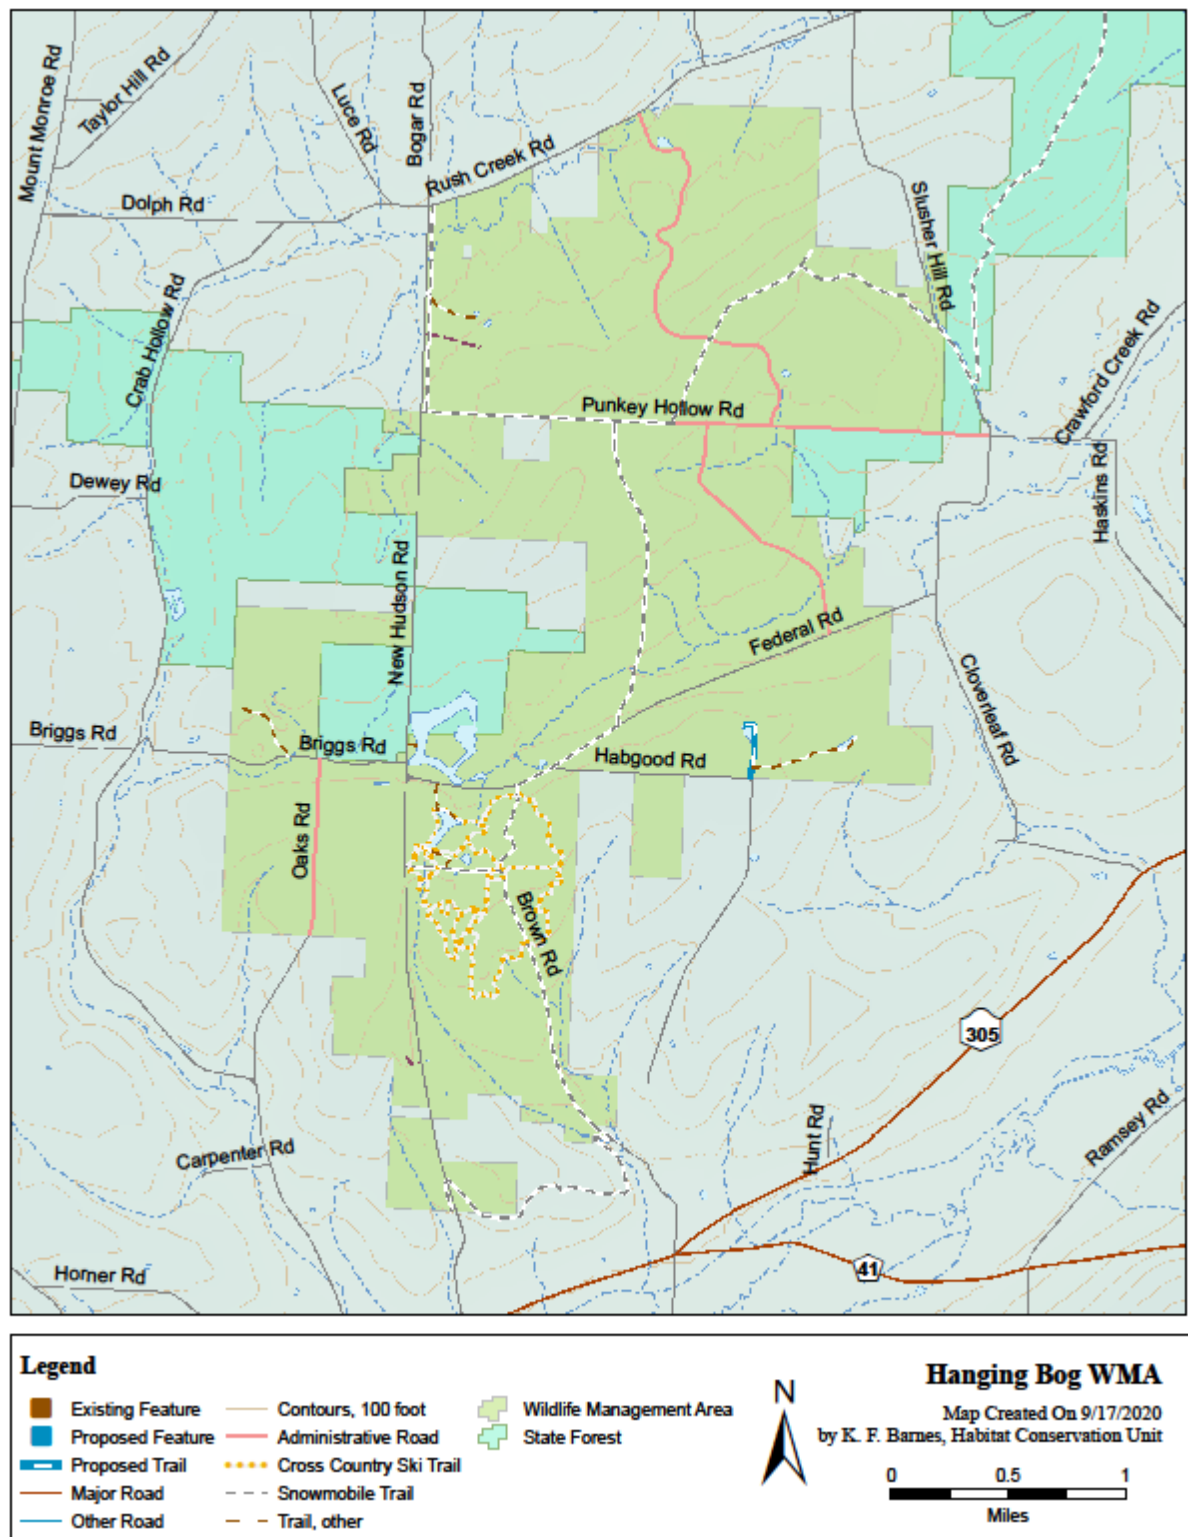 Mount Monroe Rd
Taylor Hill Rd
Luce Rd
Bogar Rd
Rush Creek Rd
Dolph Rd
Slusher Hill Rd
Crab Hollow Rd
Crawford Creek Rd
Punkey Hollow Rd
Haskins Rd
Dewey Rd
New Hudson Rd
Federal Rd
Cloverleaf Rd
Briggs Rd
Briggs Rd
Habgood Rd
Oaks Rd
Brown Rd
305
Hunt Rd
Ramsey Rd
Carpenter Rd
41
Horner Rd
Legend
Existing Feature
Proposed Feature
Proposed Trail
Major Road
Other Road
Contours, 100 foot
Administrative Road
Cross Country Ski Trail
Snowmobile Trail
Trail, other
Wildlife Management Area
State Forest
N
Hanging Bog WMA
Map Created On 9/17/2020
by K. F. Barnes, Habitat Conservation Unit
0 0.5 1
Miles